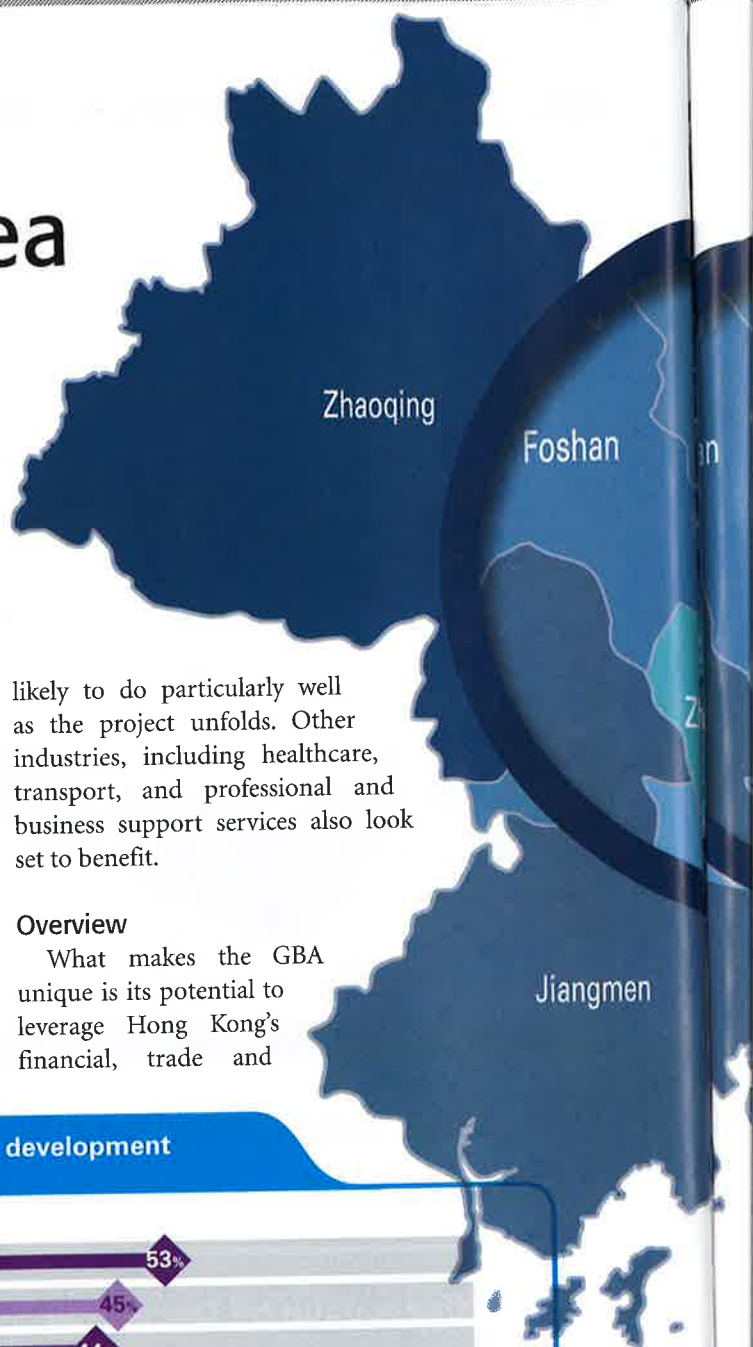 ea
Zhaoqing
Foshan
an
Zh
likely to do particularly well
as the project unfolds. Other
industries, including healthcare,
transport, and professional and
business support services also look
set to benefit.
Overview
What makes the GBA
unique is its potential to
leverage Hong Kong's
financial, trade and
Jiangmen
development
53%
45%